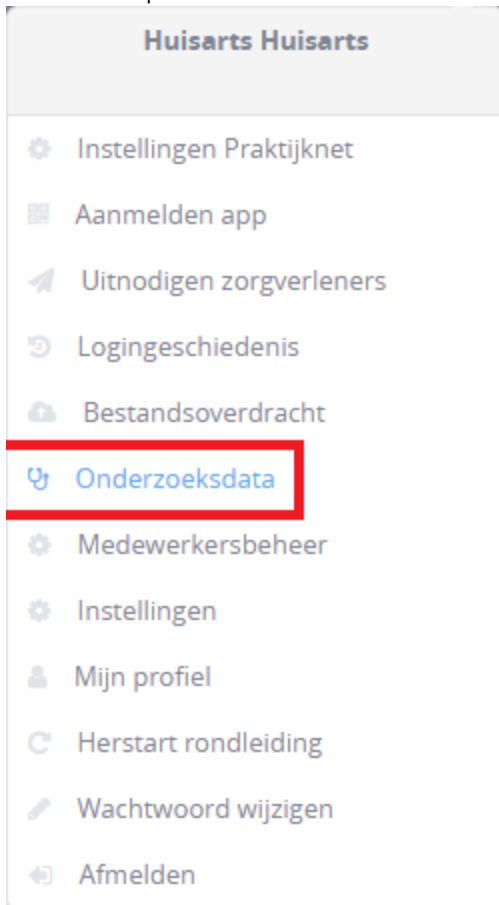 Huisarts Huisarts
Instellingen Praktijknet
Aanmelden app
Uitnodigen zorgverleners
Logingeschiedenis
Bestandsoverdracht
Onderzoeksdata
Medewerkersbeheer
Instellingen
Mijn profiel
Herstart rondleiding
Wachtwoord wijzigen
Afmelden